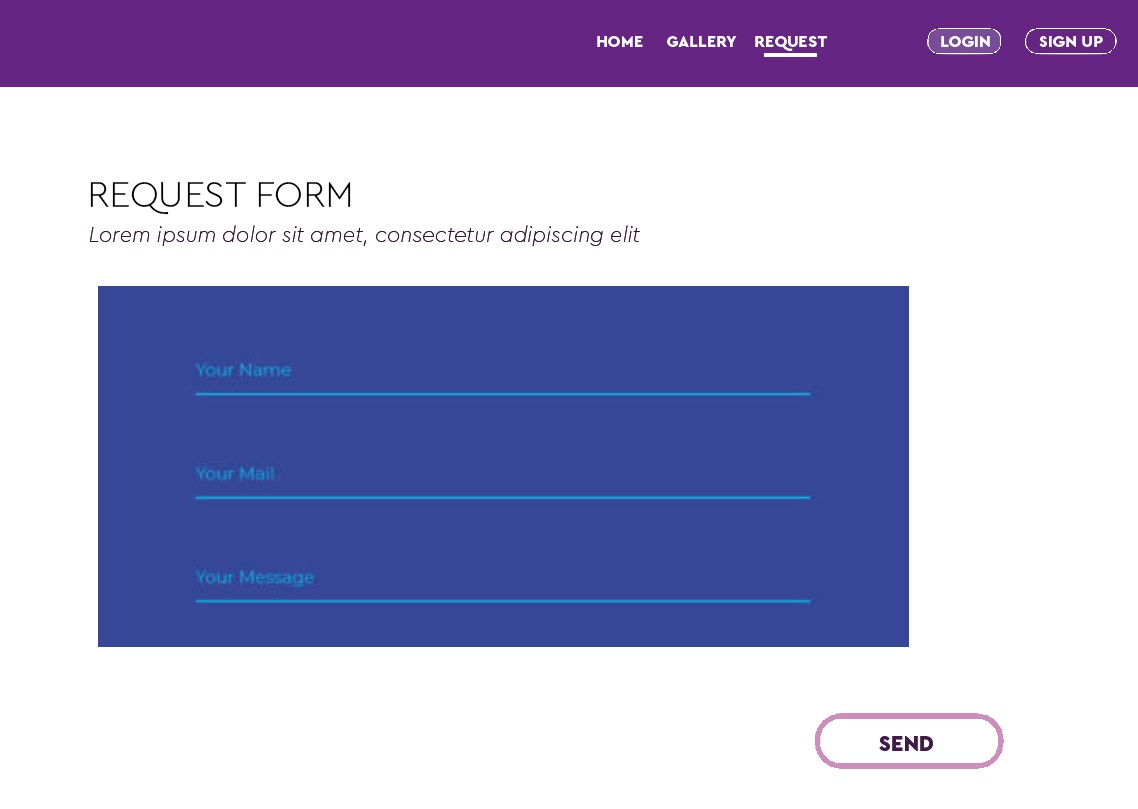 HOME GALLERY REQUEST LOGIN SIGN UP
REQUEST FORM
Lorem ipsum dolor sit amet, consectetur adipiscing elit
Your Name
Your Mail
Your Message
SEND